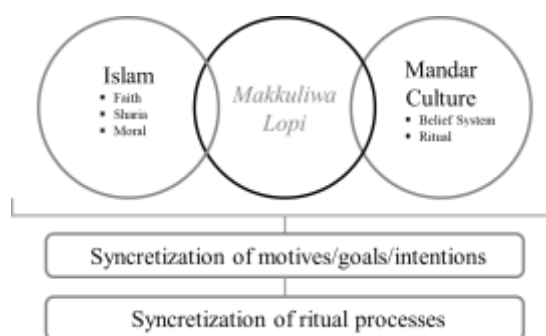 Islam
▪ Faith
▪ Sharia
▪ Moral
Makkuliwa
Lopi
Mandar
Culture
▪ Belief System
▪ Ritual
Syncretization of motives/goals/intentions
Syncretization of ritual processes